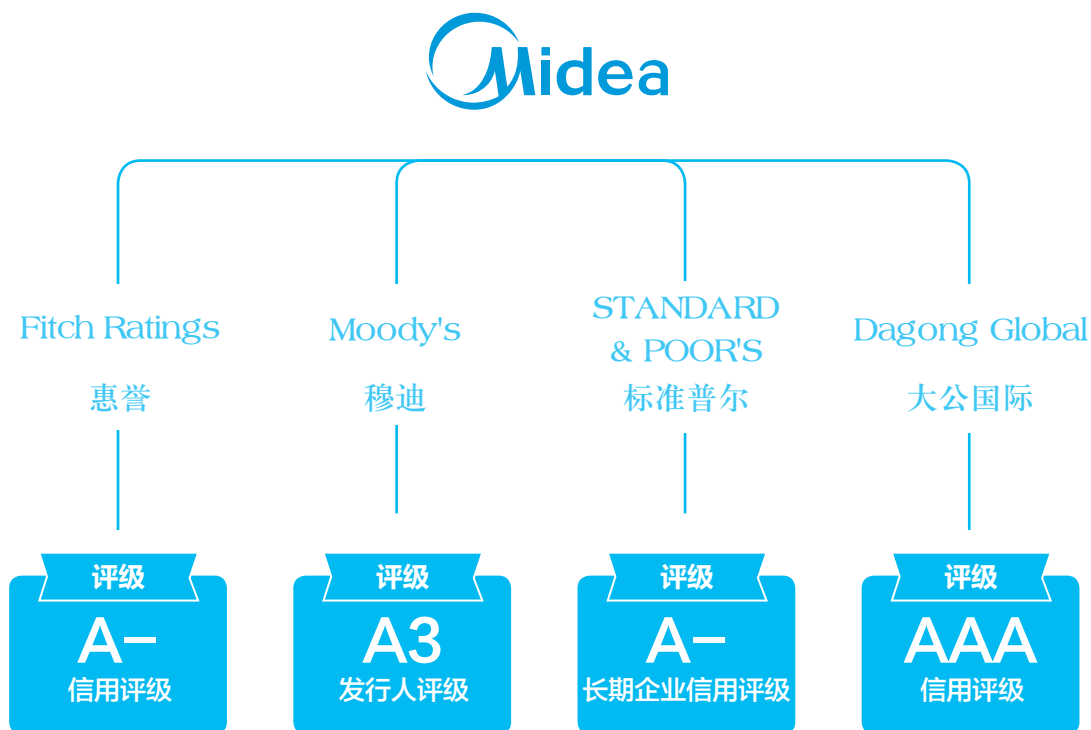 Midea
Fitch Ratings
惠誉
Moody's
穆迪
STANDARD
& POOR'S
标准普尔
Dagong Global
大公国际
评级
A−
信用评级
评级
A3
发行人评级
评级
A−
长期企业信用评级
评级
AAA
信用评级